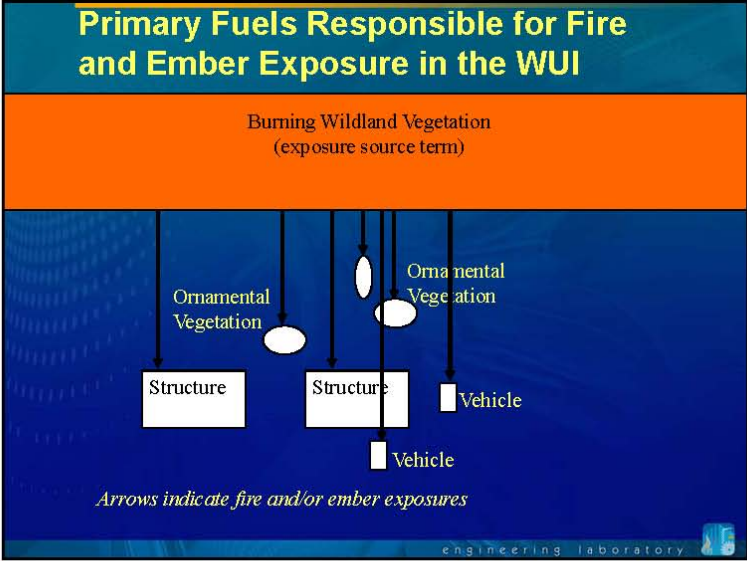 Primary Fuels Responsible for Fire
and Ember Exposure in the WUI
Burning Wildland Vegetation
(exposure source term)
Ornamental
Vegetation
Ornamental
Vegetation
Structure
Structure
Vehicle
Vehicle
Arrows indicate fire and/or ember exposures
engineering laboratory